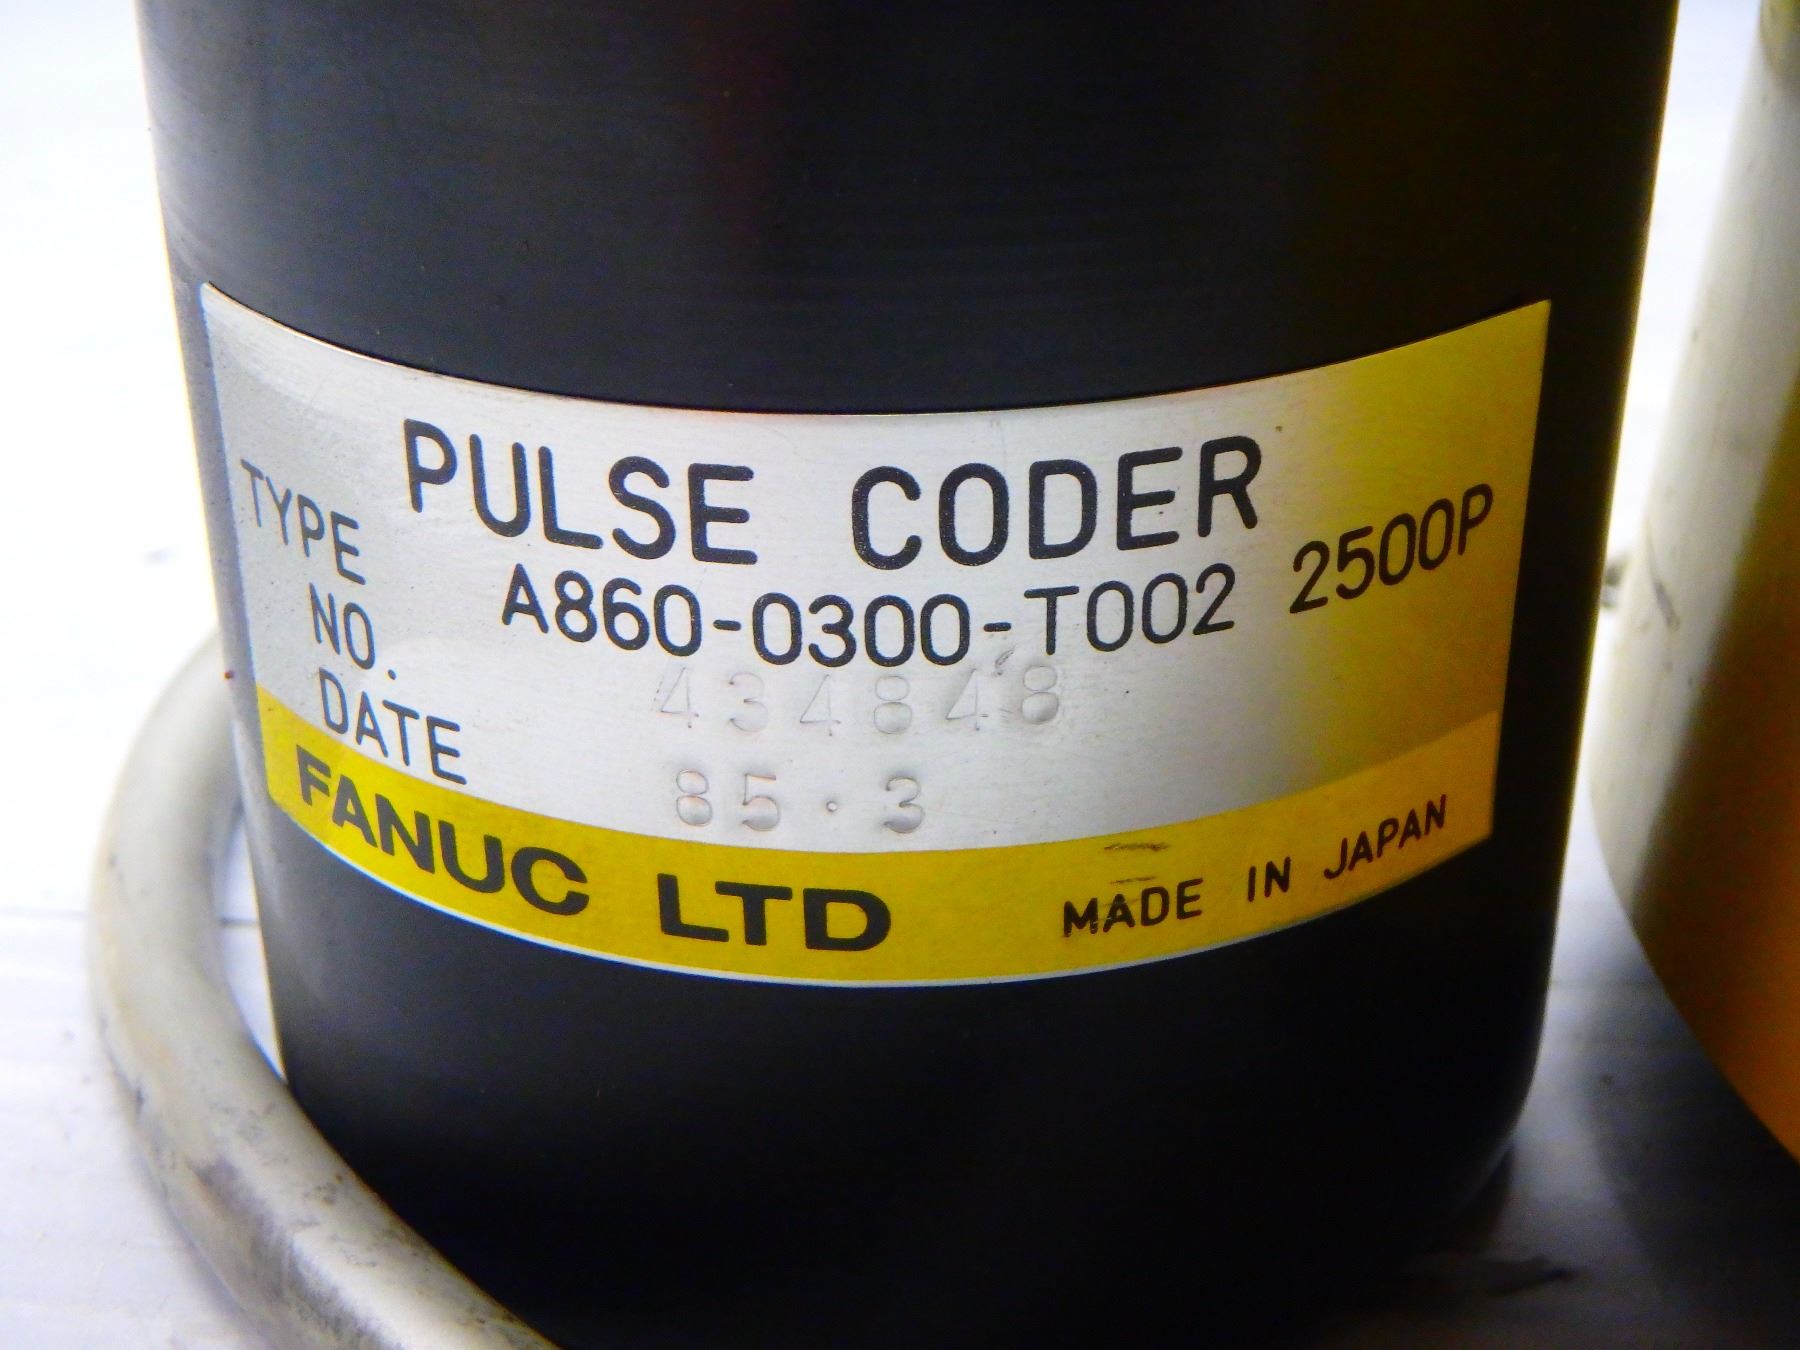 PULSE CODER
TYPE A860-0300-T002 2500P
NO. 434848
DATE 85.3
FANUC LTD MADE IN JAPAN